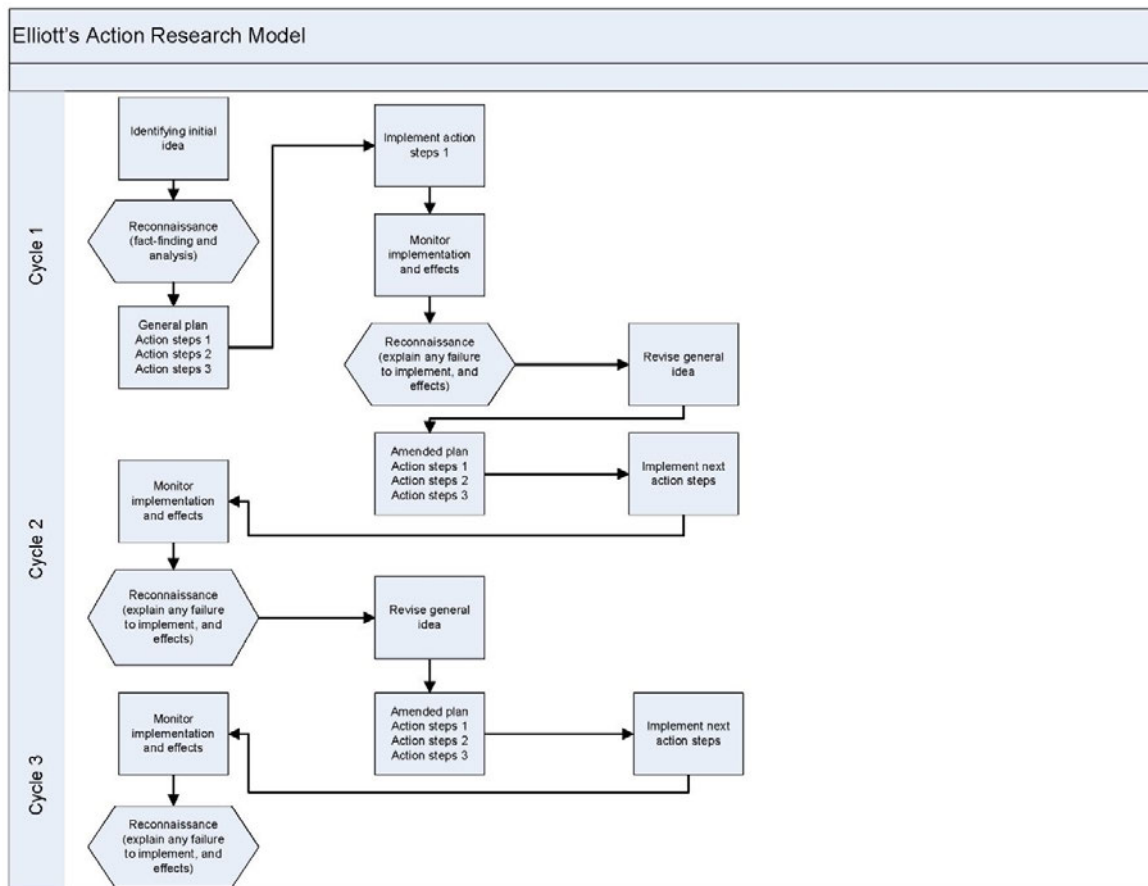 Elliott's Action Research Model
Cycle 1
Identifying initial
idea
Reconnaissance
(fact-finding and
analysis)
General plan
Action steps 1
Action steps 2
Action steps 3
Implement action
steps 1
Monitor
implementation
and effects
Reconnaissance
(explain any failure
to implement, and
effects)
Revise general
idea
Cycle 2
Amended plan
Action steps 1
Action steps 2
Action steps 3
Implement next
action steps
Monitor
implementation
and effects
Reconnaissance
(explain any failure
to implement, and
effects)
Revise general
idea
Cycle 3
Amended plan
Action steps 1
Action steps 2
Action steps 3
Implement next
action steps
Monitor
implementation
and effects
Reconnaissance
(explain any failure
to implement, and
effects)